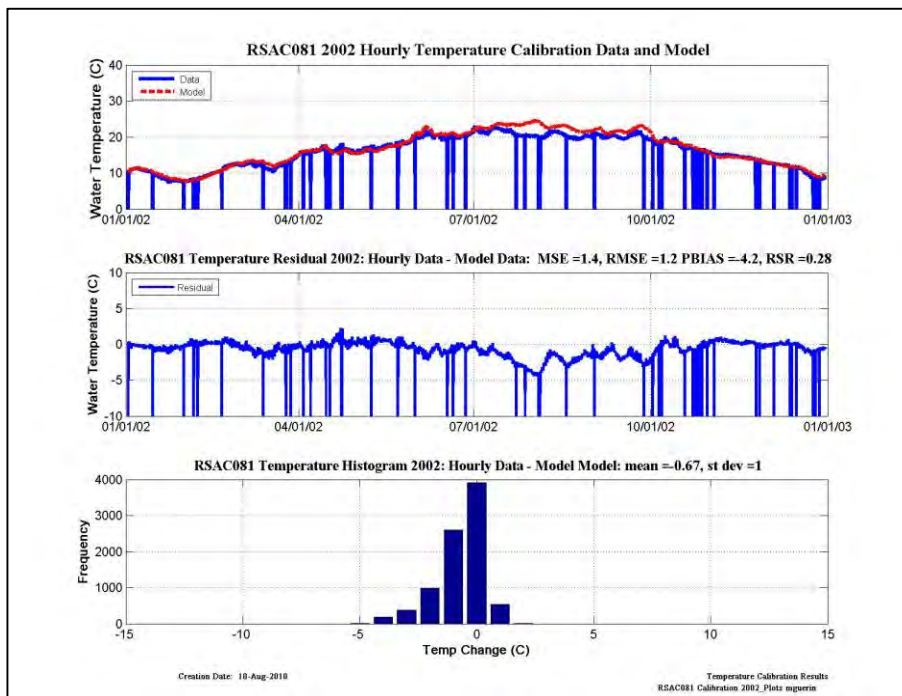 RSAC081 2002 Hourly Temperature Calibration Data and Model
Water Temperature (C)
40
30
20
10
0
Data
Model
01/01/02 04/01/02 07/01/02 10/01/02 01/01/03
RSAC081 Temperature Residual 2002: Hourly Data - Model Data: MSE =1.4, RMSE =1.2 PBIAS =-4.2, RSR =0.28
Water Temperature (C)
10
5
0
-5
-10
Residual
01/01/02 04/01/02 07/01/02 10/01/02 01/01/03
RSAC081 Temperature Histogram 2002: Hourly Data - Model Model: mean =-0.67, st dev =1
Frequency
4000
3000
2000
1000
0
-15 -10 -5 0 5 10 15
Temp Change (C)
Creation Date: 18-Aug-2010
Temperature Calibration Results
RSAC081 Calibration 2002_Plots mguerin